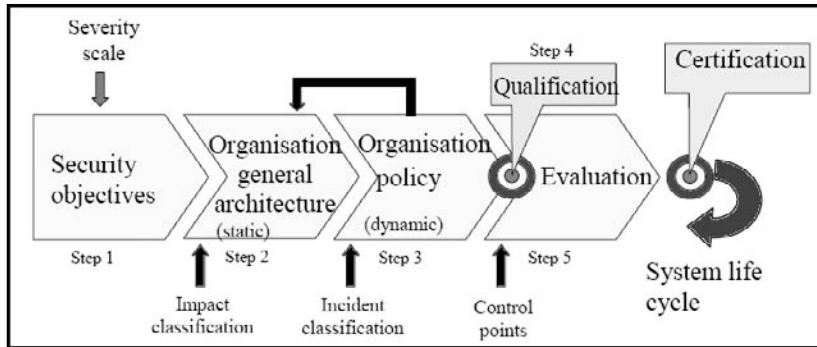 Severity
scale
Step 4
Qualification
Certification
Security
objectives
Organisation
general
architecture
(static)
Organisation
policy
(dynamic)
Evaluation
Step 1
Step 2
Step 3
Step 5
System life
cycle
Impact
classification
Incident
classification
Control
points